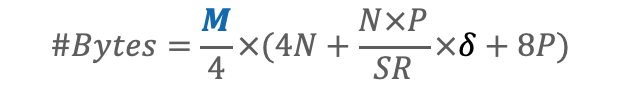 #Bytes = M/4 × (4N + N×P/SR × δ + 8P)